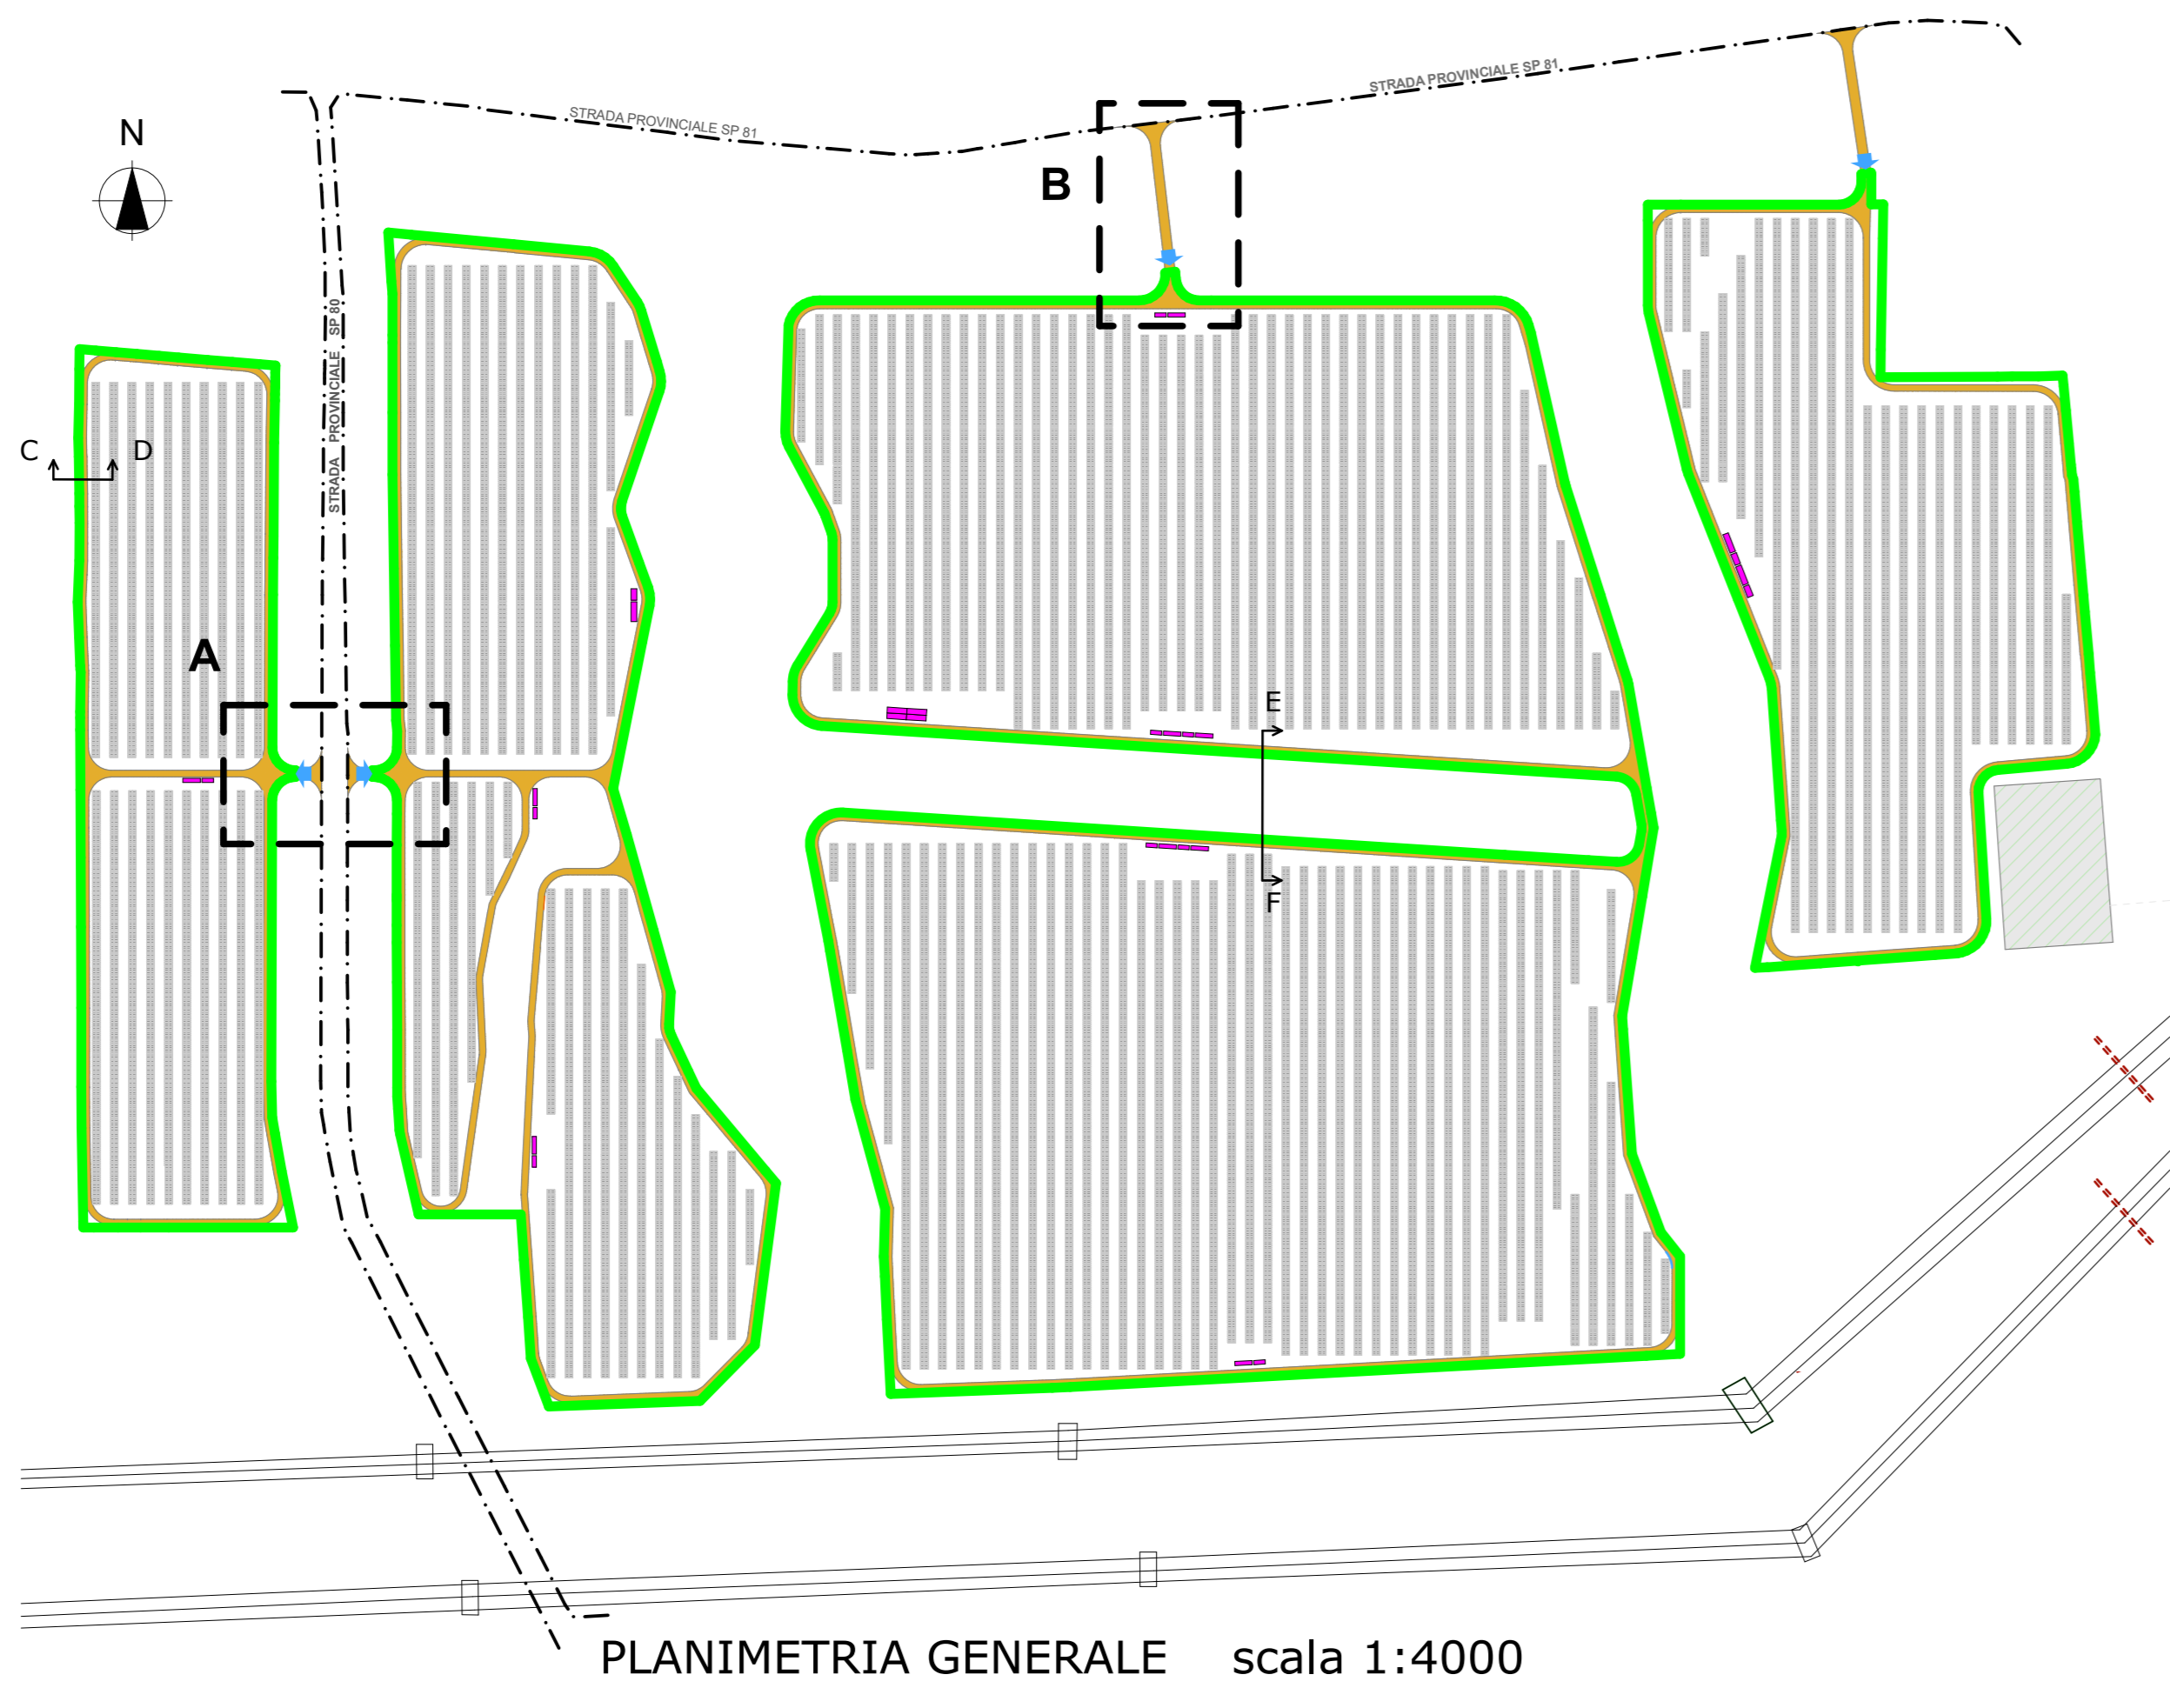 STRADA PROVINCIALE SP 81
STRADA PROVINCIALE SP 81
N
B
STRADA PROVINCIALE SP 80
C
D
A
E
F
PLANIMETRIA GENERALE scala 1:4000